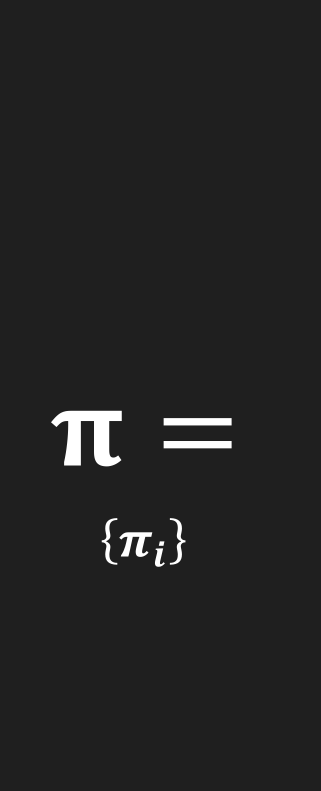 π =
{πᵢ}